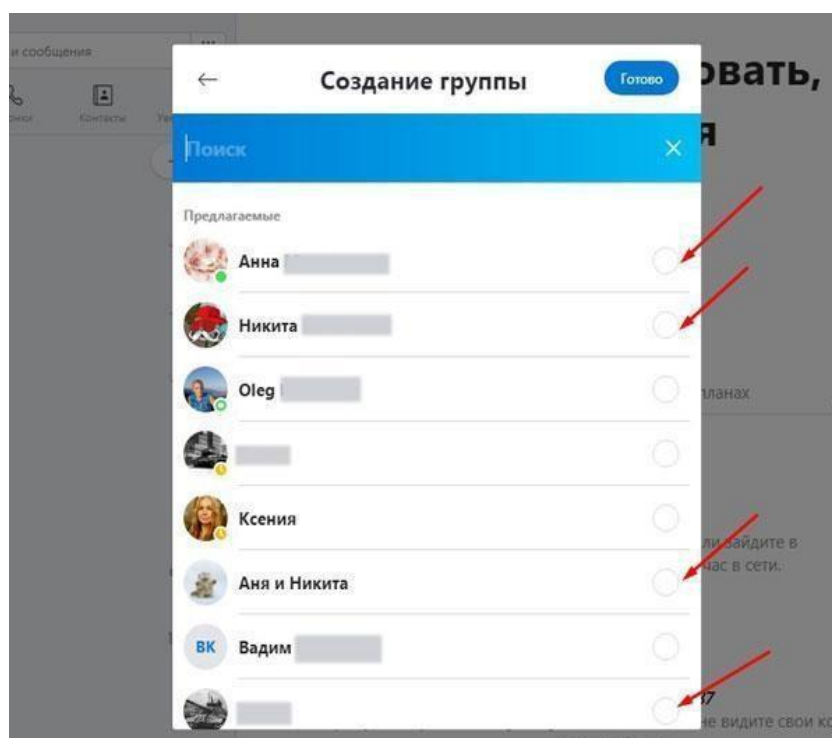 и сообщения
Контакты
Создание группы
Готово
овать,
я
Поиск
Предлагаемые
Анна
Никита
Oleg
планах
Ксения
ли зайдите в
час в сети.
Аня и Никита
ВК Вадим
не видите свои ко